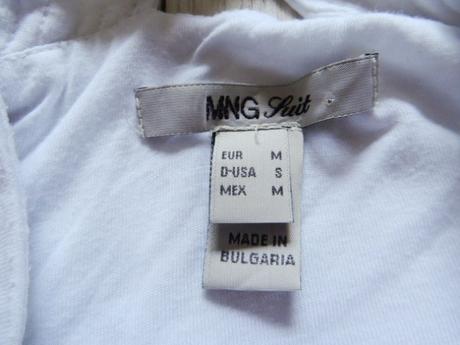 MNG Suit
EUR M
D-USA S
MEX M
MADE IN
BULGARIA